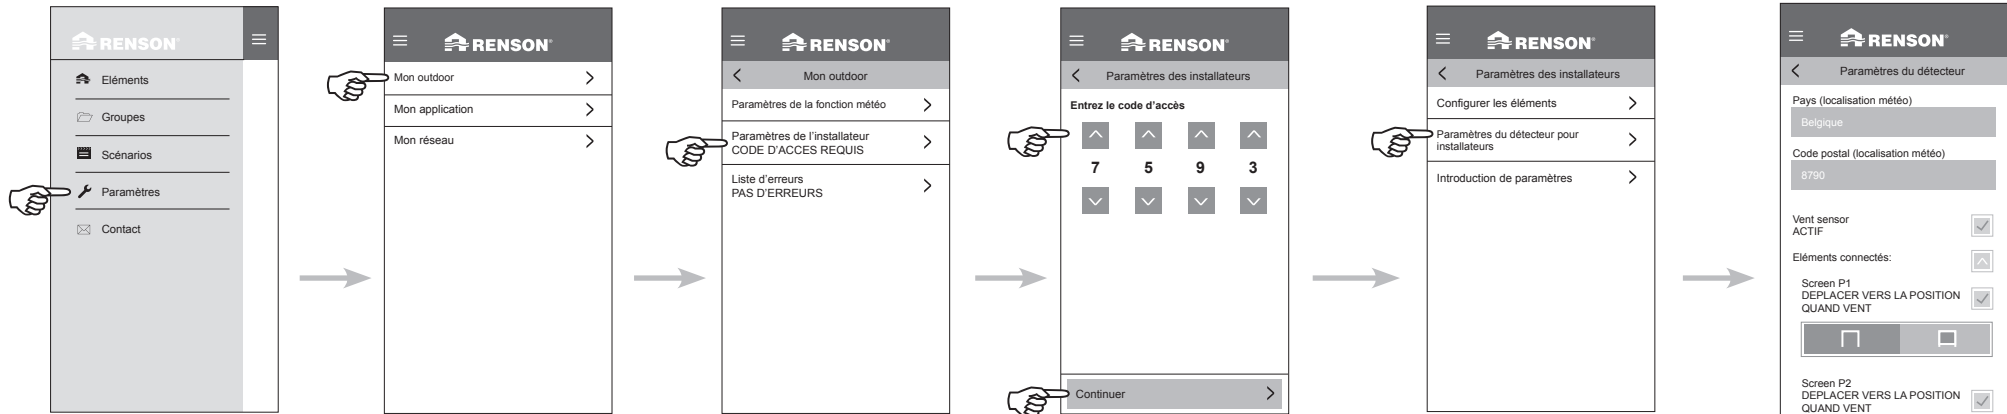 RENSON
Eléments
Groupes
Scénarios
Paramètres
Contact
RENSON®
Mon outdoor
Mon application
Mon réseau
RENSON®
Mon outdoor
Paramètres de la fonction météo
Paramètres de l'installateur
CODE D'ACCES REQUIS
Liste d'erreurs
PAS D'ERREURS
RENSON®
Paramètres des installateurs
Entrez le code d'accès
7 5 9 3
Continuer
RENSON®
Paramètres des installateurs
Configurer les éléments
Paramètres du détecteur pour
installateurs
Introduction de paramètres
RENSON®
Paramètres du détecteur
Pays (localisation météo)
Belgique
Code postal (localisation météo)
8790
Vent sensor
ACTIF
Eléments connectés:
Screen P1
DEPLACER VERS LA POSITION
QUAND VENT
Screen P2
DEPLACER VERS LA POSITION
QUAND VENT